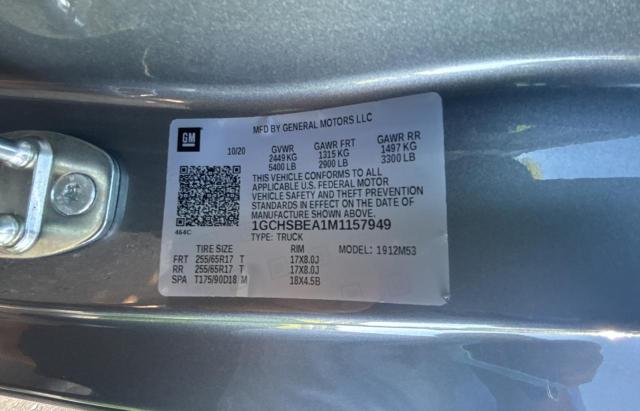 MFD BY GENERAL MOTORS LLC
GM
10/20
GVWR GAWR FRT GAWR RR
2449 KG 1315 KG 1497 KG
5400 LB 2900 LB 3300 LB
THIS VEHICLE CONFORMS TO ALL
APPLICABLE U.S. FEDERAL MOTOR
VEHICLE SAFETY AND THEFT PREVENTION
STANDARDS IN EFFECT ON THE DATE OF
MANUFACTURE SHOWN ABOVE.
1GCHSBEA1M1157949
464C
TYPE: TRUCK
TIRE SIZE RIM MODEL: 1912M53
FRT 255/65R17 T 17X8.0J
RR 255/65R17 T 17X8.0J
SPA T175/90D18 M 18X4.5B